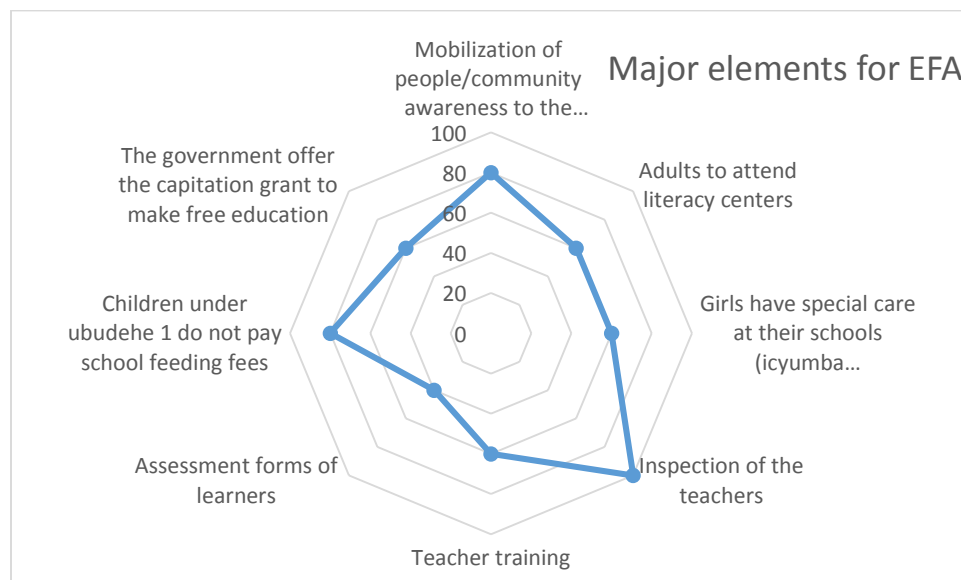 Major elements for EFA
Mobilization of
people/community
awareness to the...
Adults to attend
literacy centers
Girls have special care
at their schools
(icyumba...
Inspection of the
teachers
Teacher training
Assessment forms of
learners
Children under
ubudehe 1 do not pay
school feeding fees
The government offer
the capitation grant to
make free education
100
80
60
40
20
0